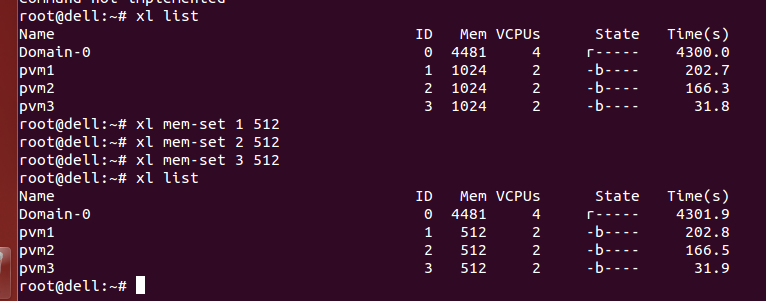 Command not implemented
root@dell:~# xl list
Name ID Mem VCPUs State Time(s)
Domain-0 0 4481 4 r----- 4300.0
pvm1 1 1024 2 -b---- 202.7
pvm2 2 1024 2 -b---- 166.3
pvm3 3 1024 2 -b---- 31.8
root@dell:~# xl mem-set 1 512
root@dell:~# xl mem-set 2 512
root@dell:~# xl mem-set 3 512
root@dell:~# xl list
Name ID Mem VCPUs State Time(s)
Domain-0 0 4481 4 r----- 4301.9
pvm1 1 512 2 -b---- 202.8
pvm2 2 512 2 -b---- 166.5
pvm3 3 512 2 -b---- 31.9
root@dell:~#